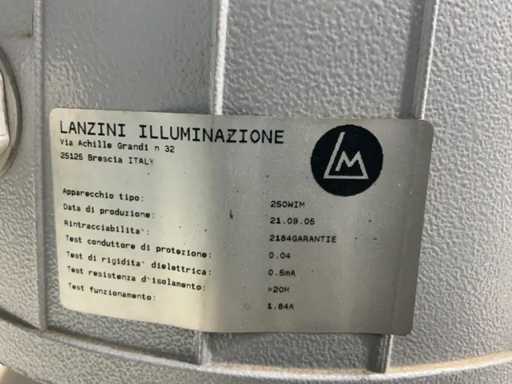 LANZINI ILLUMINAZIONE
Via Achille Grandi n 32
25125 Brescia ITALY
LM
Apparecchio tipo: 250WIM
Data di produzione: 21.09.05
Rintracciabilita': 2184GARANTIE
Test conduttore di protezione: 0.04
Test di rigidita' dielettrica: 0.5mA
Test resistenza d'isolamento: >20M
Test funzionamento: 1.84A